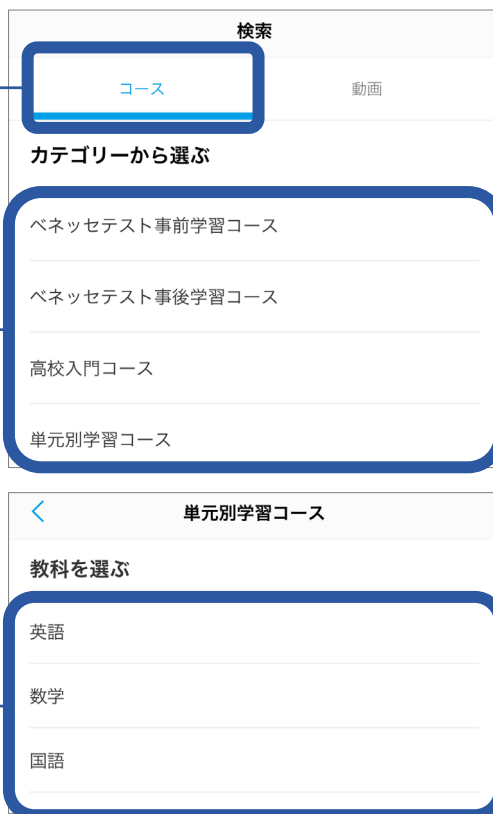 検索
コース
動画
カテゴリーから選ぶ
ベネッセテスト事前学習コース
ベネッセテスト事後学習コース
高校入門コース
単元別学習コース
単元別学習コース
教科を選ぶ
英語
数学
国語